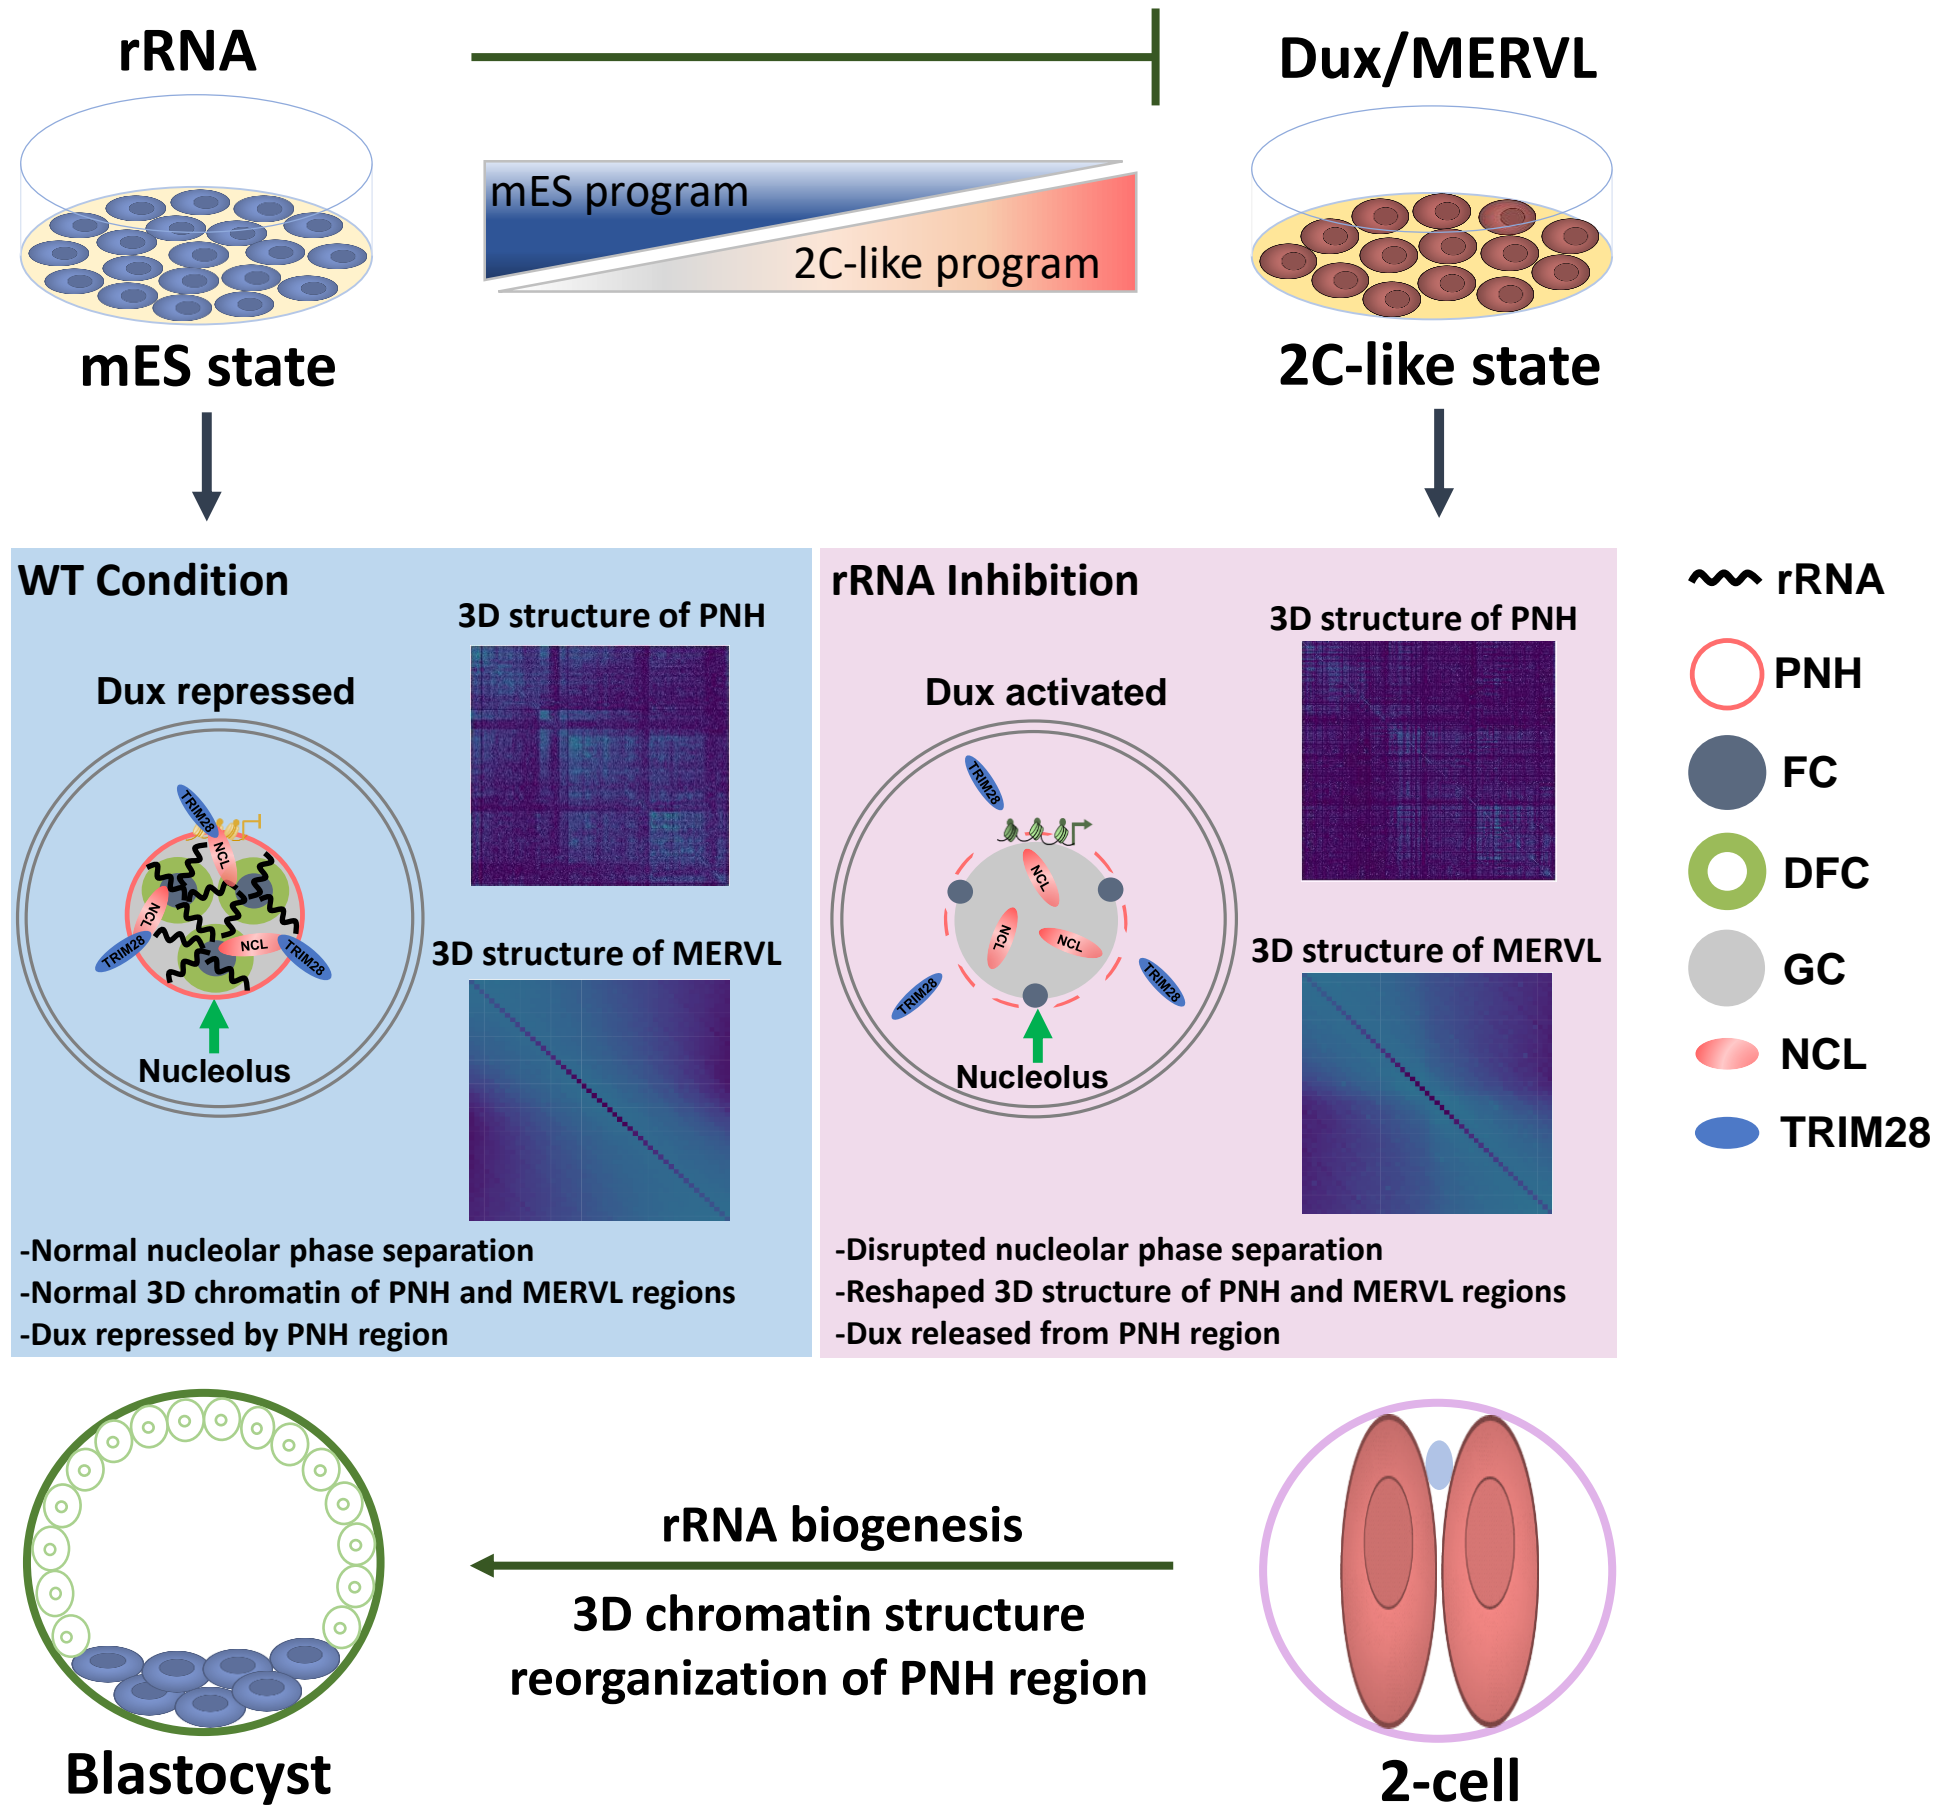 rRNA
Dux/MERVL
mES program
2C-like program
mES state
2C-like state
WT Condition
3D structure of PNH
Dux repressed
TRIM28
NCL
NCL
TRIM28
NCL
TRIM28
Nucleolus
3D structure of MERVL
-Normal nucleolar phase separation
-Normal 3D chromatin of PNH and MERVL regions
-Dux repressed by PNH region
rRNA Inhibition
3D structure of PNH
Dux activated
TRIM28
NCL
NCL
NCL
TRIM28
TRIM28
Nucleolus
3D structure of MERVL
-Disrupted nucleolar phase separation
-Reshaped 3D structure of PNH and MERVL regions
-Dux released from PNH region
rRNA
PNH
FC
DFC
GC
NCL
TRIM28
rRNA biogenesis
3D chromatin structure
reorganization of PNH region
Blastocyst
2-cell